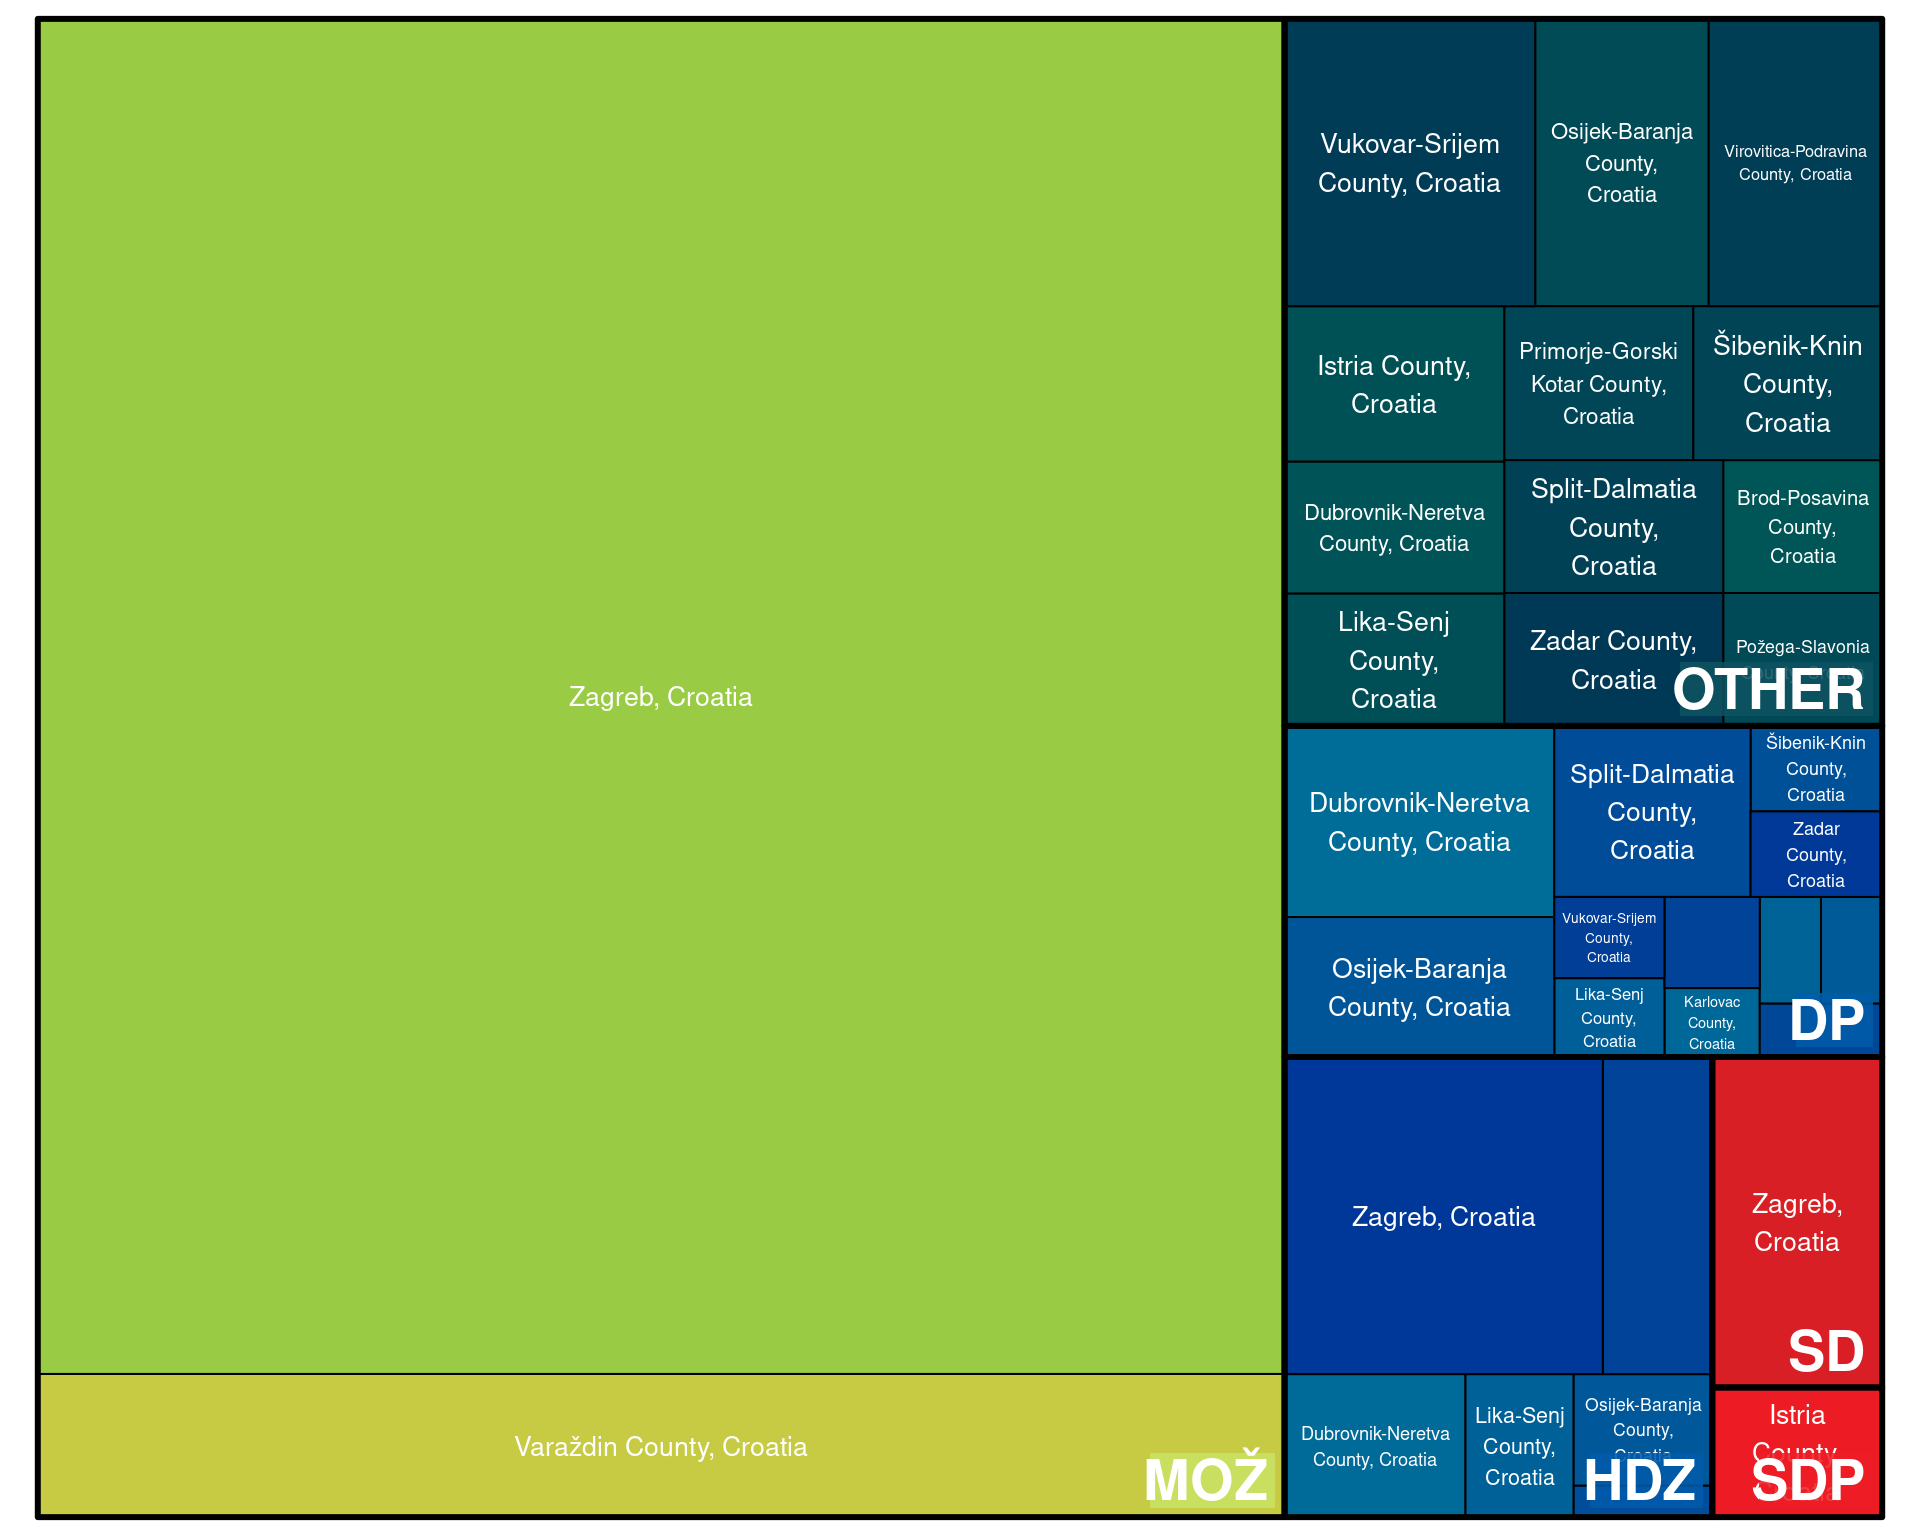 Zagreb, Croatia
Varaždin County, Croatia
MOŽ
Vukovar-Srijem
County, Croatia
Osijek-Baranja
County,
Croatia
Virovitica-Podravina
County, Croatia
Istria County,
Croatia
Primorje-Gorski
Kotar County,
Croatia
Šibenik-Knin
County,
Croatia
Dubrovnik-Neretva
County, Croatia
Split-Dalmatia
County,
Croatia
Brod-Posavina
County,
Croatia
Lika-Senj
County,
Croatia
Zadar County,
Croatia
Požega-Slavonia
OTHER
Dubrovnik-Neretva
County, Croatia
Split-Dalmatia
County,
Croatia
Šibenik-Knin
County,
Croatia
Zadar
County,
Croatia
Osijek-Baranja
County, Croatia
Vukovar-Srijem
County,
Croatia
Lika-Senj
County,
Croatia
Karlovac
County,
Croatia
DP
Zagreb, Croatia
Dubrovnik-Neretva
County, Croatia
Lika-Senj
County,
Croatia
Osijek-Baranja
County,
Croatia
HDZ
Zagreb,
Croatia
SD
Istria
County,
SDP